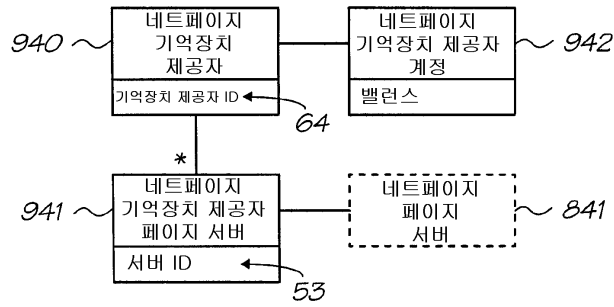 940
네트페이지
기억장치
제공자
기억장치 제공자 ID
64
네트페이지
기억장치 제공자
계정
밸런스
942
*
941
네트페이지
기억장치 제공자
페이지 서버
서버 ID
53
네트페이지
페이지
서버
841